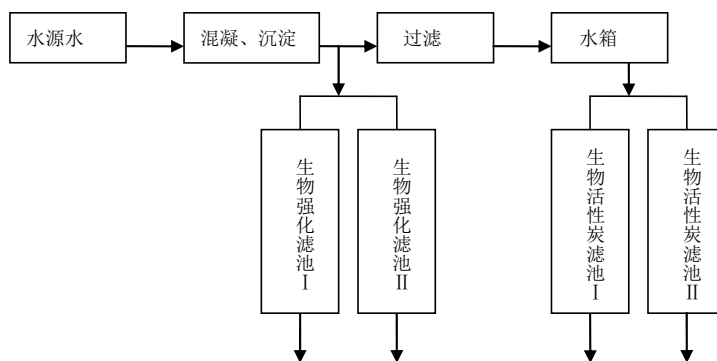 水源水
混凝、沉淀
过滤
水箱
生物强化滤池Ⅰ
生物强化滤池Ⅱ
生物活性炭滤池Ⅰ
生物活性炭滤池Ⅱ